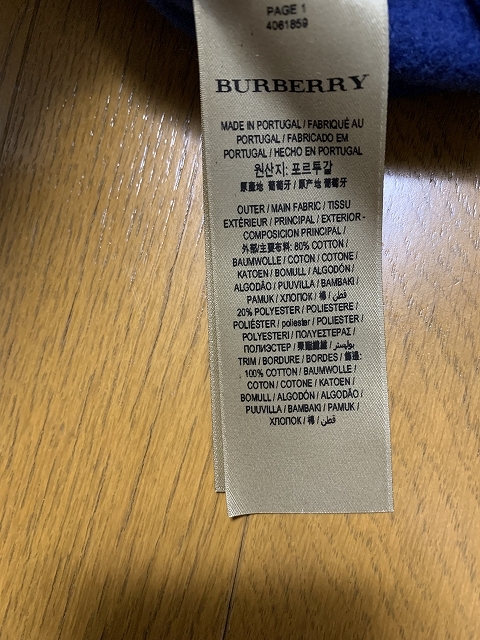 PAGE 1
4061859
BURBERRY
MADE IN PORTUGAL / FABRIQUÉ AU
PORTUGAL / FABRICADO EM
PORTUGAL / HECHO EN PORTUGAL
원산지: 포르투갈
原產地 葡萄牙 / 原产地 葡萄牙
OUTER / MAIN FABRIC / TISSU
EXTÉRIEUR / PRINCIPAL / EXTERIOR -
COMPOSICION PRINCIPAL /
外部/主要布料: 80% COTTON /
BAUMWOLLE / COTON / COTONE /
KATOEN / BOMULL / ALGODÓN /
ALGODÃO / PUUVILLA / BAMBAKI /
PAMUK / ХЛОПОК / 棉 / قطن /
20% POLYESTER / POLIESTERE /
POLIÉSTER / poliester / POLIESTER /
POLYESTERI / ΠΟΛΥΕΣΤΕΡΑΣ /
ПОЛИЭСТЕР / 聚酯纖維 / بوليستر
TRIM / BORDURE / BORDES / 飾邊:
100% COTTON / BAUMWOLLE /
COTON / COTONE / KATOEN /
BOMULL / ALGODÓN / ALGODÃO /
PUUVILLA / BAMBAKI / PAMUK /
ХЛОПОК / 棉 / قطن